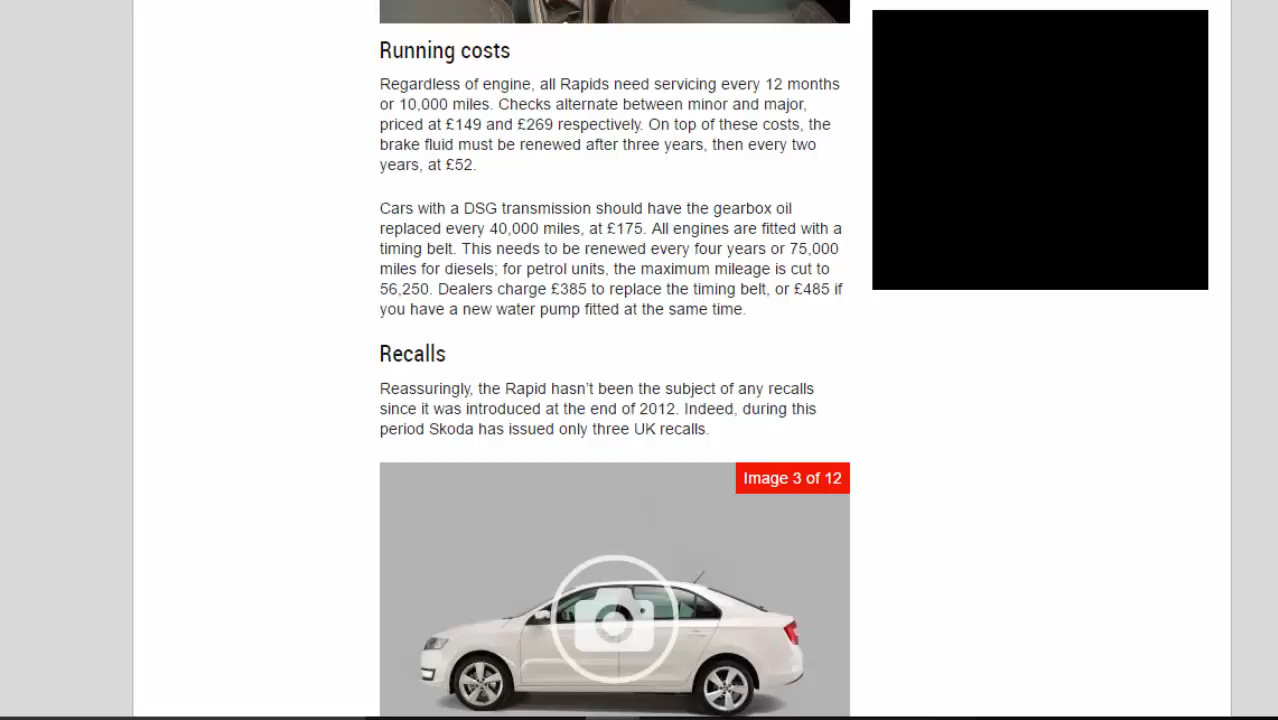 Running costs
Regardless of engine, all Rapids need servicing every 12 months
or 10,000 miles. Checks alternate between minor and major,
priced at £149 and £269 respectively. On top of these costs, the
brake fluid must be renewed after three years, then every two
years, at £52.
Cars with a DSG transmission should have the gearbox oil
replaced every 40,000 miles, at £175. All engines are fitted with a
timing belt. This needs to be renewed every four years or 75,000
miles for diesels; for petrol units, the maximum mileage is cut to
56,250. Dealers charge £385 to replace the timing belt, or £485 if
you have a new water pump fitted at the same time.
Recalls
Reassuringly, the Rapid hasn’t been the subject of any recalls
since it was introduced at the end of 2012. Indeed, during this
period Skoda has issued only three UK recalls.
Image 3 of 12